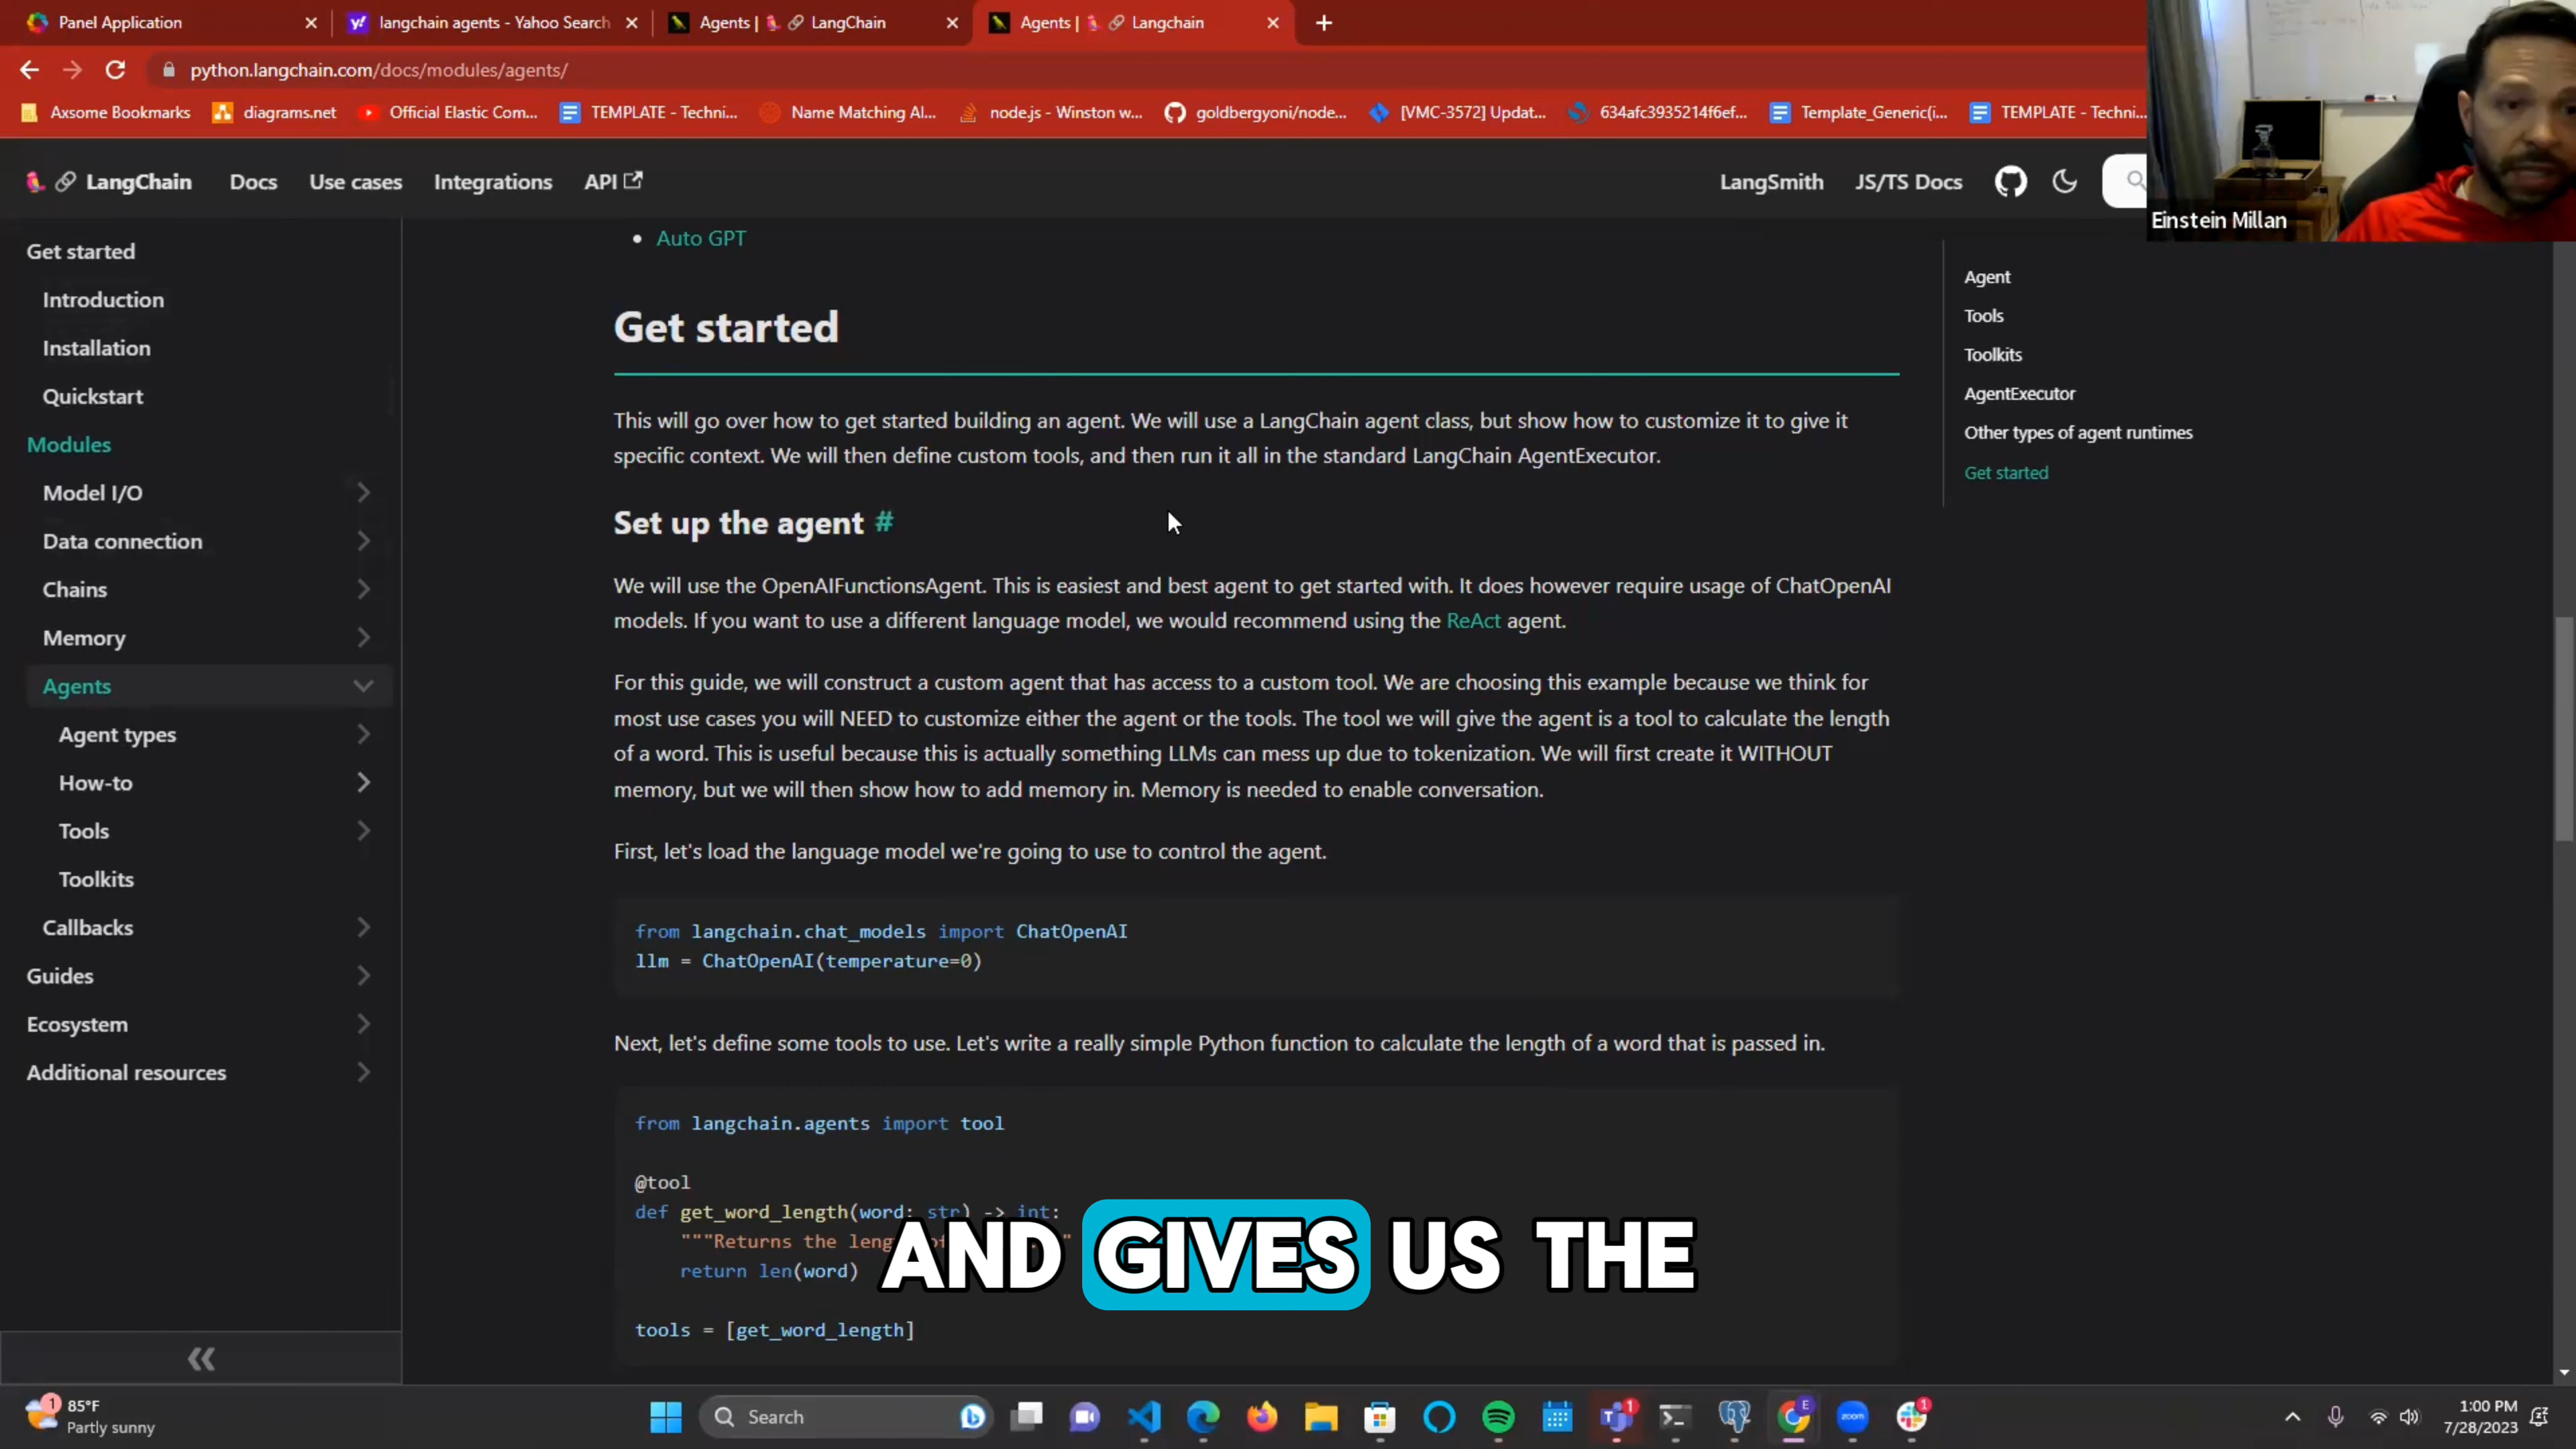 Panel Application
langchain agents - Yahoo Search
Agents | LangChain
Agents | Langchain
python.langchain.com/docs/modules/agents/
Axsome Bookmarks
diagrams.net
Official Elastic Com...
TEMPLATE - Techni...
Name Matching Al...
node.js - Winston w...
goldbergyoni/node...
[VMC-3572] Updat...
634afc3935214f6ef...
Template_Generic(i...
TEMPLATE - Techni...
LangChain
Docs
Use cases
Integrations
API
LangSmith
JS/TS Docs
Einstein Millan
Get started
Introduction
Installation
Quickstart
Modules
Model I/O
Data connection
Chains
Memory
Agents
Agent types
How-to
Tools
Toolkits
Callbacks
Guides
Ecosystem
Additional resources
• Auto GPT
Get started
This will go over how to get started building an agent. We will use a LangChain agent class, but show how to customize it to give it
specific context. We will then define custom tools, and then run it all in the standard LangChain AgentExecutor.
Set up the agent #
We will use the OpenAIFunctionsAgent. This is easiest and best agent to get started with. It does however require usage of ChatOpenAI
models. If you want to use a different language model, we would recommend using the ReAct agent.
For this guide, we will construct a custom agent that has access to a custom tool. We are choosing this example because we think for
most use cases you will NEED to customize either the agent or the tools. The tool we will give the agent is a tool to calculate the length
of a word. This is useful because this is actually something LLMs can mess up due to tokenization. We will first create it WITHOUT
memory, but we will then show how to add memory in. Memory is needed to enable conversation.
First, let's load the language model we're going to use to control the agent.
from langchain.chat_models import ChatOpenAI
llm = ChatOpenAI(temperature=0)
Next, let's define some tools to use. Let's write a really simple Python function to calculate the length of a word that is passed in.
from langchain.agents import tool
@tool
def get_word_length(word: str) -> int:
"""Returns the leng
return len(word)
tools = [get_word_length]
AND GIVES US THE
Agent
Tools
Toolkits
AgentExecutor
Other types of agent runtimes
Get started
1
85°F
Partly sunny
Search
1
E
zoom
1
1:00 PM
7/28/2023